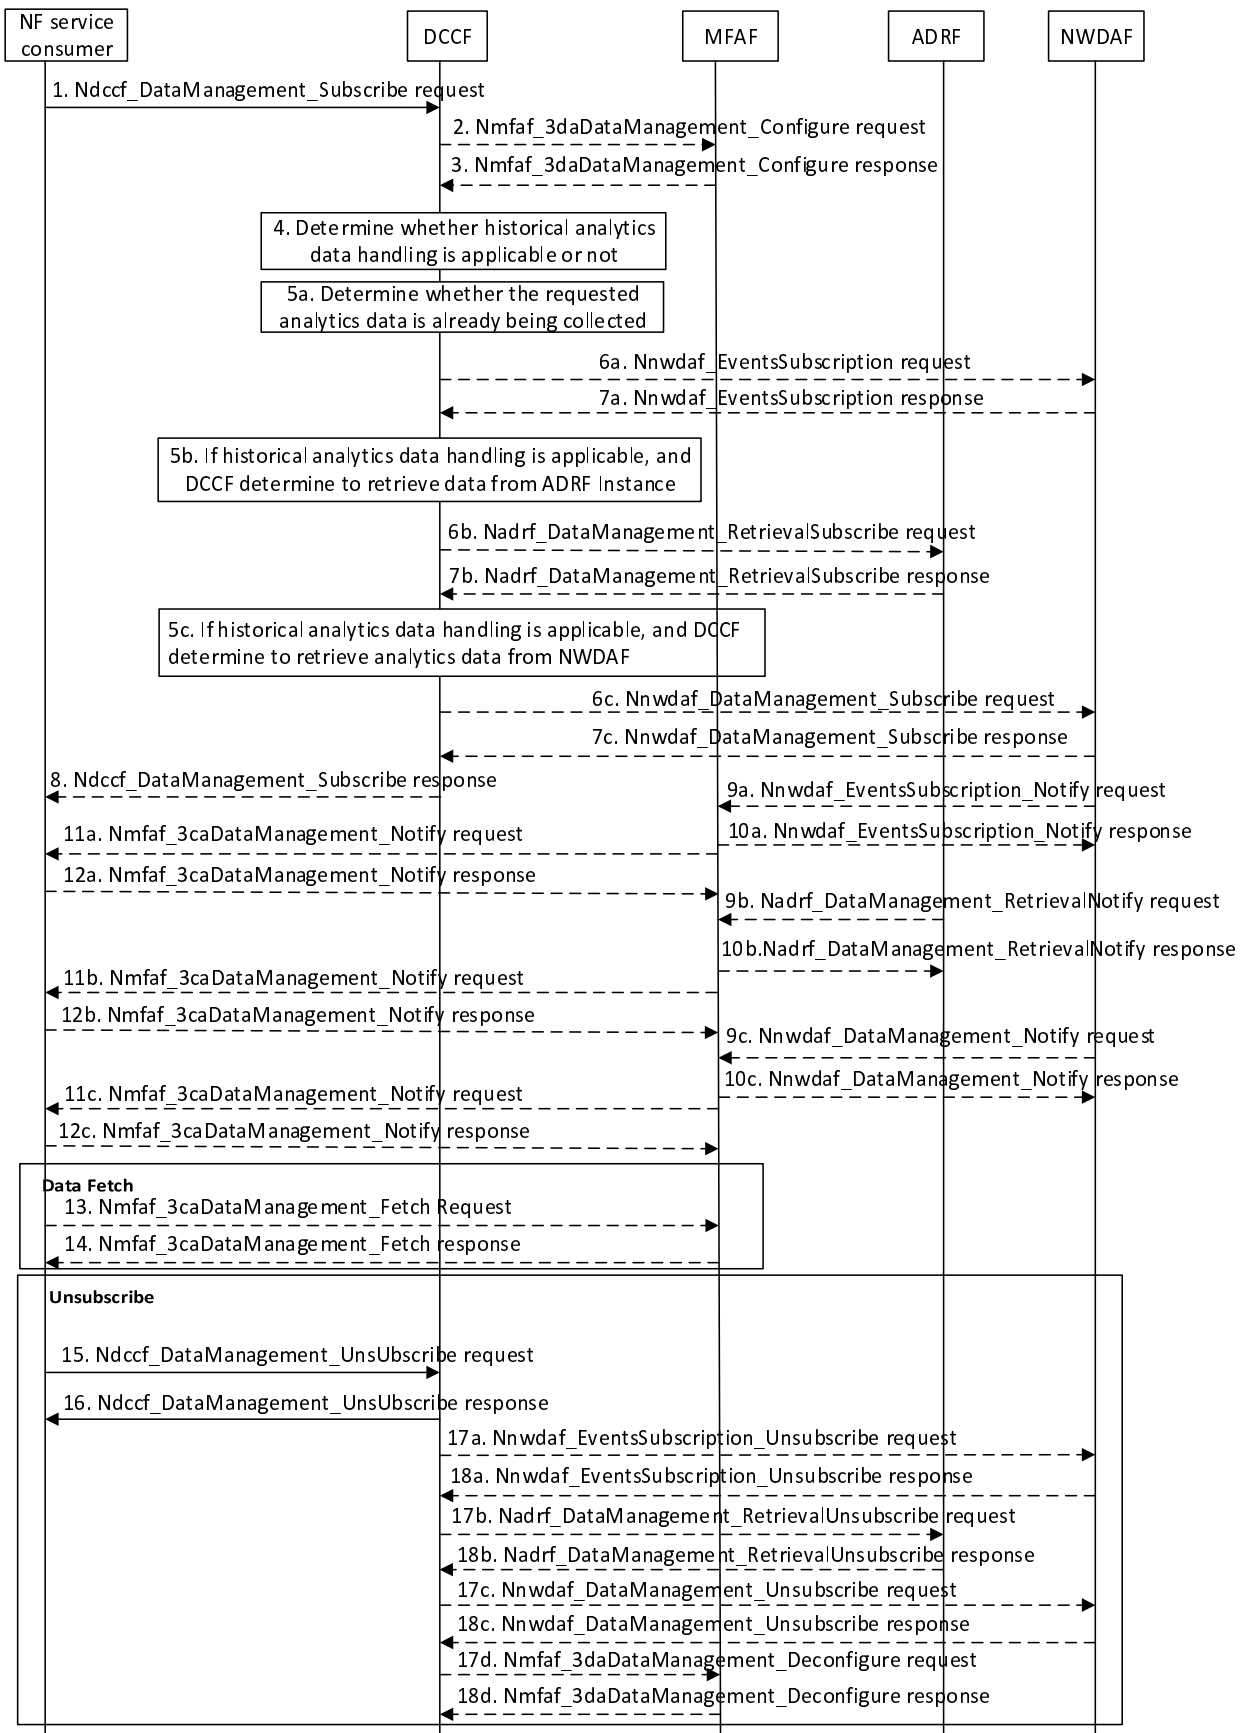 NF service
consumer
DCCF
MFAF
ADRF
NWDAF
1. Ndccf_DataManagement_Subscribe request
2. Nmfaf_3daDataManagement_Configure request
3. Nmfaf_3daDataManagement_Configure response
4. Determine whether historical analytics
data handling is applicable or not
5a. Determine whether the requested
analytics data is already being collected
6a. Nnwdaf_EventsSubscription request
7a. Nnwdaf_EventsSubscription response
5b. If historical analytics data handling is applicable, and
DCCF determine to retrieve data from ADRF Instance
6b. Nadrf_DataManagement_RetrievalSubscribe request
7b. Nadrf_DataManagement_RetrievalSubscribe response
5c. If historical analytics data handling is applicable, and DCCF
determine to retrieve analytics data from NWDAF
6c. Nnwdaf_DataManagement_Subscribe request
7c. Nnwdaf_DataManagement_Subscribe response
8. Ndccf_DataManagement_Subscribe response
9a. Nnwdaf_EventsSubscription_Notify request
10a. Nnwdaf_EventsSubscription_Notify response
11a. Nmfaf_3caDataManagement_Notify request
12a. Nmfaf_3caDataManagement_Notify response
9b. Nadrf_DataManagement_RetrievalNotify request
10b.Nadrf_DataManagement_RetrievalNotify response
11b. Nmfaf_3caDataManagement_Notify request
12b. Nmfaf_3caDataManagement_Notify response
9c. Nnwdaf_DataManagement_Notify request
10c. Nnwdaf_DataManagement_Notify response
11c. Nmfaf_3caDataManagement_Notify request
12c. Nmfaf_3caDataManagement_Notify response
Data Fetch
13. Nmfaf_3caDataManagement_Fetch Request
14. Nmfaf_3caDataManagement_Fetch response
Unsubscribe
15. Ndccf_DataManagement_UnsUbscribe request
16. Ndccf_DataManagement_UnsUbscribe response
17a. Nnwdaf_EventsSubscription_Unsubscribe request
18a. Nnwdaf_EventsSubscription_Unsubscribe response
17b. Nadrf_DataManagement_RetrievalUnsubscribe request
18b. Nadrf_DataManagement_RetrievalUnsubscribe response
17c. Nnwdaf_DataManagement_Unsubscribe request
18c. Nnwdaf_DataManagement_Unsubscribe response
17d. Nmfaf_3daDataManagement_Deconfigure request
18d. Nmfaf_3daDataManagement_Deconfigure response